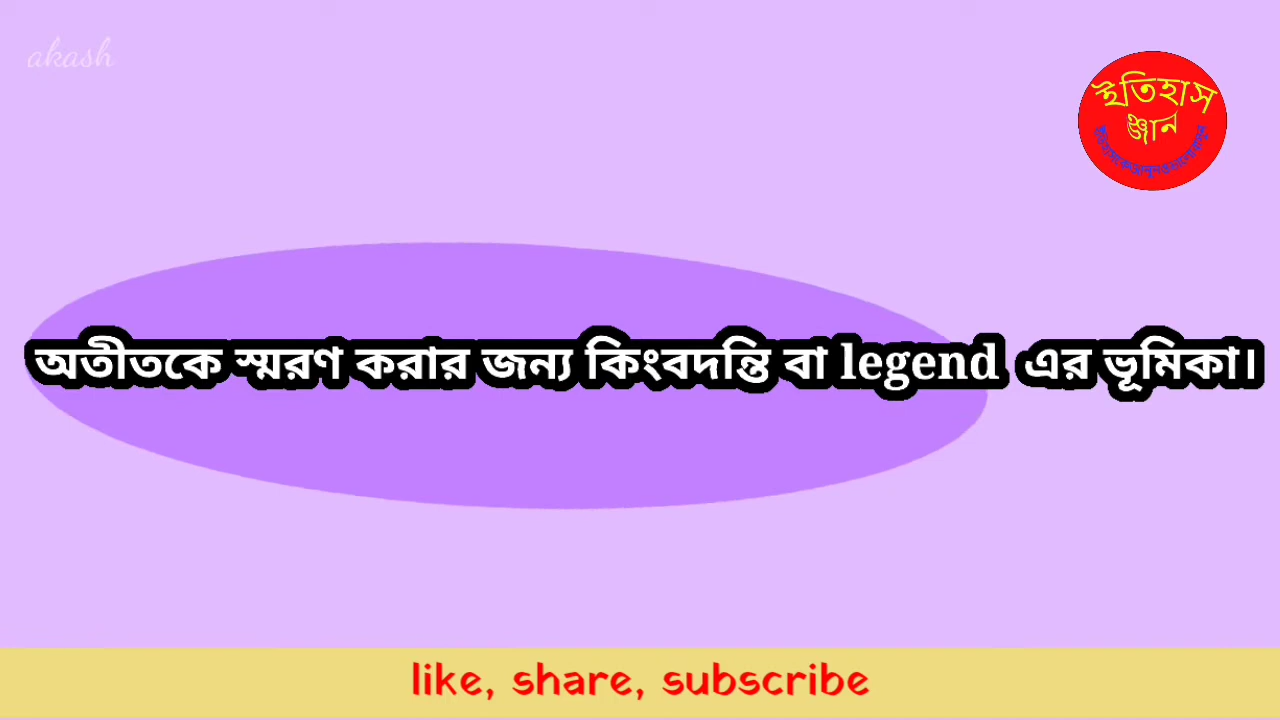 akash
ইতিহাস
জ্ঞান
অতীতকে স্মরণ করার জন্য কিংবদন্তি বা legend এর ভূমিকা।
like, share, subscribe